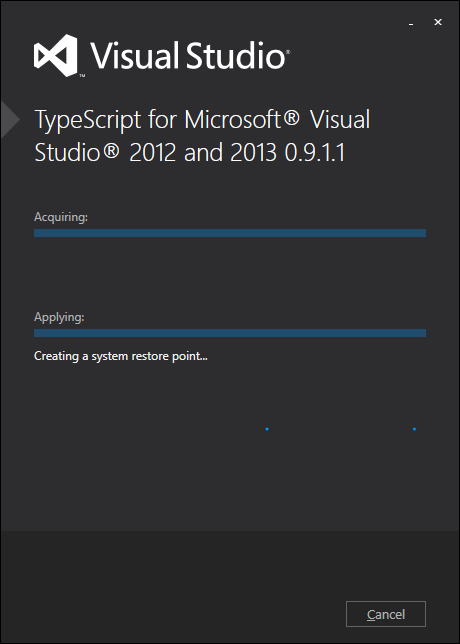 Visual Studio®
™
TypeScript for Microsoft® Visual
Studio® 2012 and 2013 0.9.1.1
Acquiring:
Applying:
Creating a system restore point...
Cancel